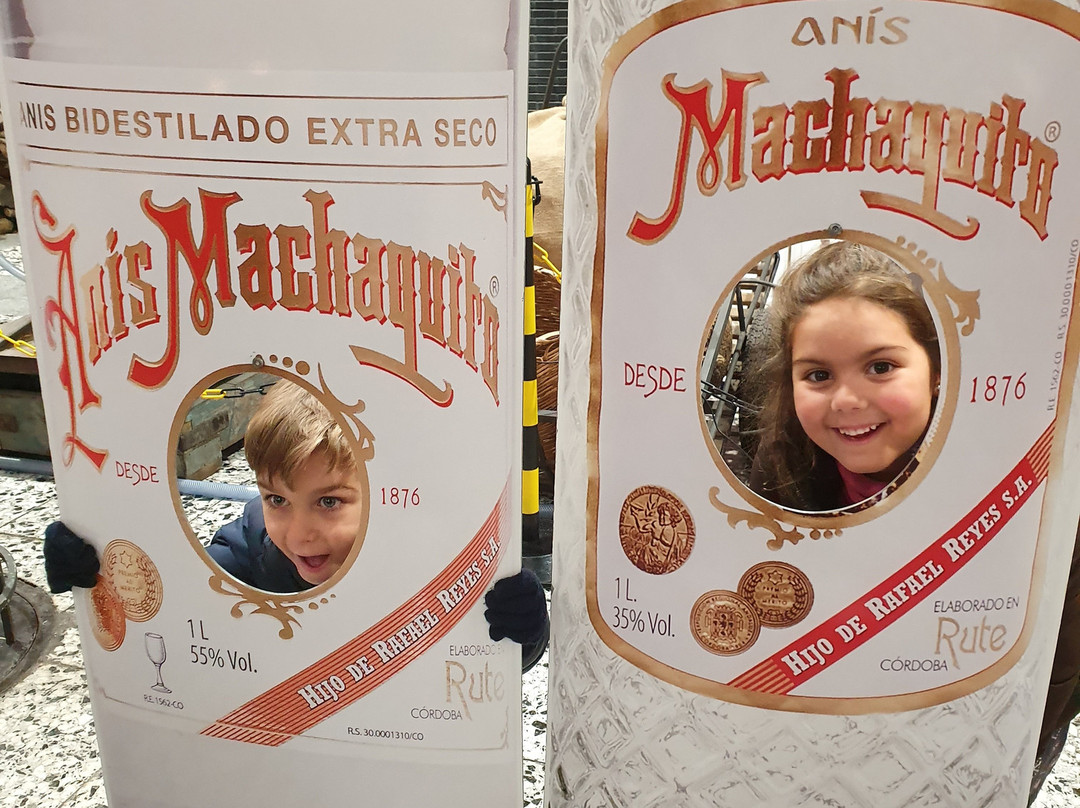 ANIS BIDESTILADO EXTRA SECO
Anís Machaquito ®
DESDE 1876
1 L
55% Vol.
R.E. 1562-CO
HIJO DE RAFAEL REYES S.A.
ELABORADO EN
Rute
CÓRDOBA
R.S. 30.0001310/CO
ANÍS
Machaquito ®
DESDE 1876
1 L.
35% Vol.
HIJO DE RAFAEL REYES S.A.
ELABORADO EN
Rute
CÓRDOBA
R.E. 1562-CO R.S. 30.0001310/CO